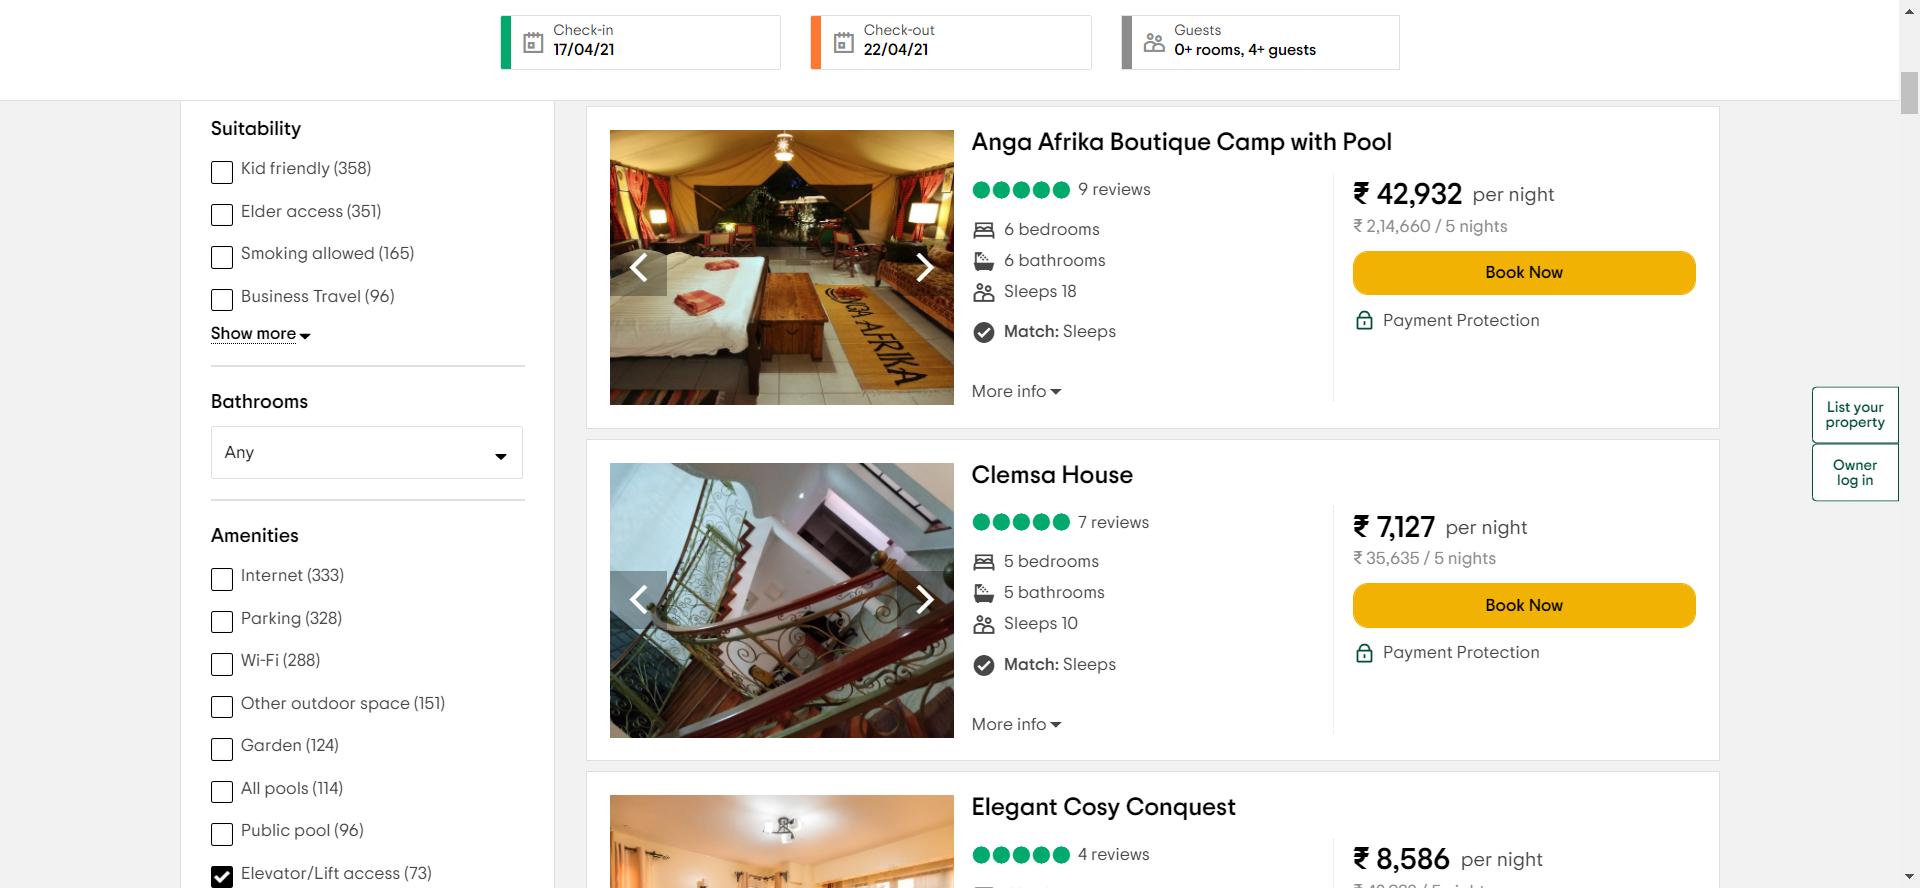 Check-in
17/04/21
Check-out
22/04/21
Guests
0+ rooms, 4+ guests
Suitability
Kid friendly (358)
Elder access (351)
Smoking allowed (165)
Business Travel (96)
Show more
Bathrooms
Any
Amenities
Internet (333)
Parking (328)
Wi-Fi (288)
Other outdoor space (151)
Garden (124)
All pools (114)
Public pool (96)
Elevator/Lift access (73)
Anga Afrika Boutique Camp with Pool
9 reviews
6 bedrooms
6 bathrooms
Sleeps 18
Match: Sleeps
More info
₹ 42,932 per night
₹ 2,14,660 / 5 nights
Book Now
Payment Protection
ANGA AFRIKA
Clemsa House
7 reviews
5 bedrooms
5 bathrooms
Sleeps 10
Match: Sleeps
More info
₹ 7,127 per night
₹ 35,635 / 5 nights
Book Now
Payment Protection
Elegant Cosy Conquest
4 reviews
₹ 8,586 per night
List your
property
Owner
log in